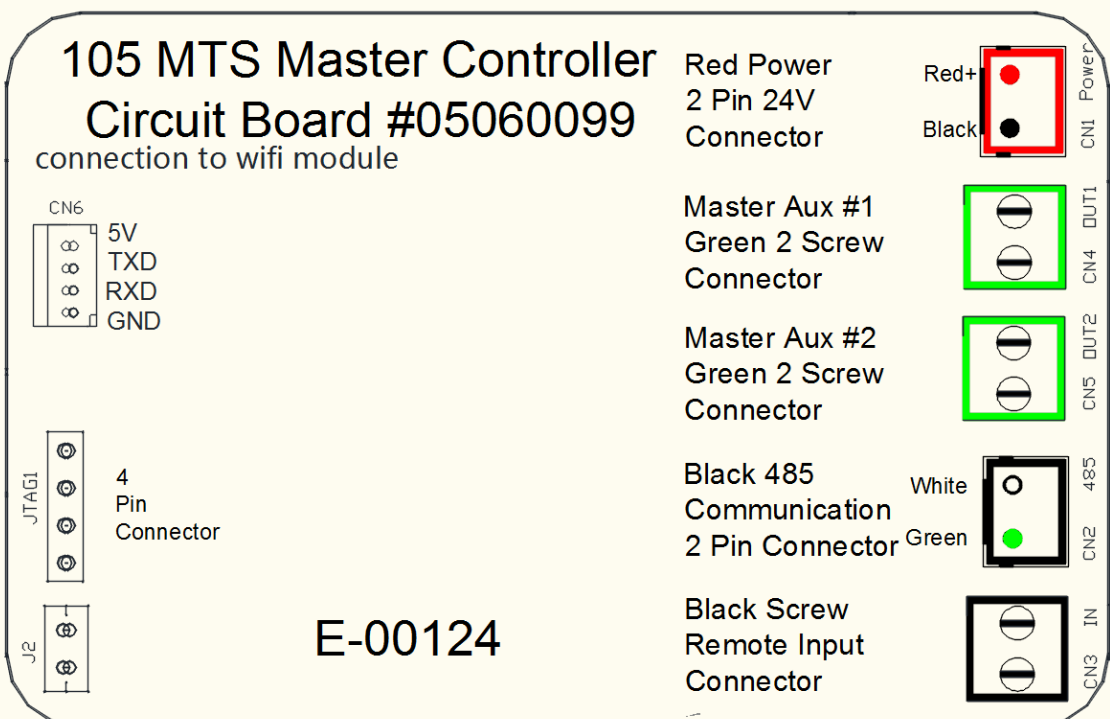 105 MTS Master Controller
Circuit Board #05060099
connection to wifi module
CN6
5V
TXD
RXD
GND
JTAG1
4
Pin
Connector
J2
E-00124
Red Power
2 Pin 24V
Connector
Red+
Black
CN1 Power
Master Aux #1
Green 2 Screw
Connector
CN4 OUT1
Master Aux #2
Green 2 Screw
Connector
CN5 OUT2
Black 485
Communication
2 Pin Connector
White
Green
CN2 485
Black Screw
Remote Input
Connector
CN3 IN